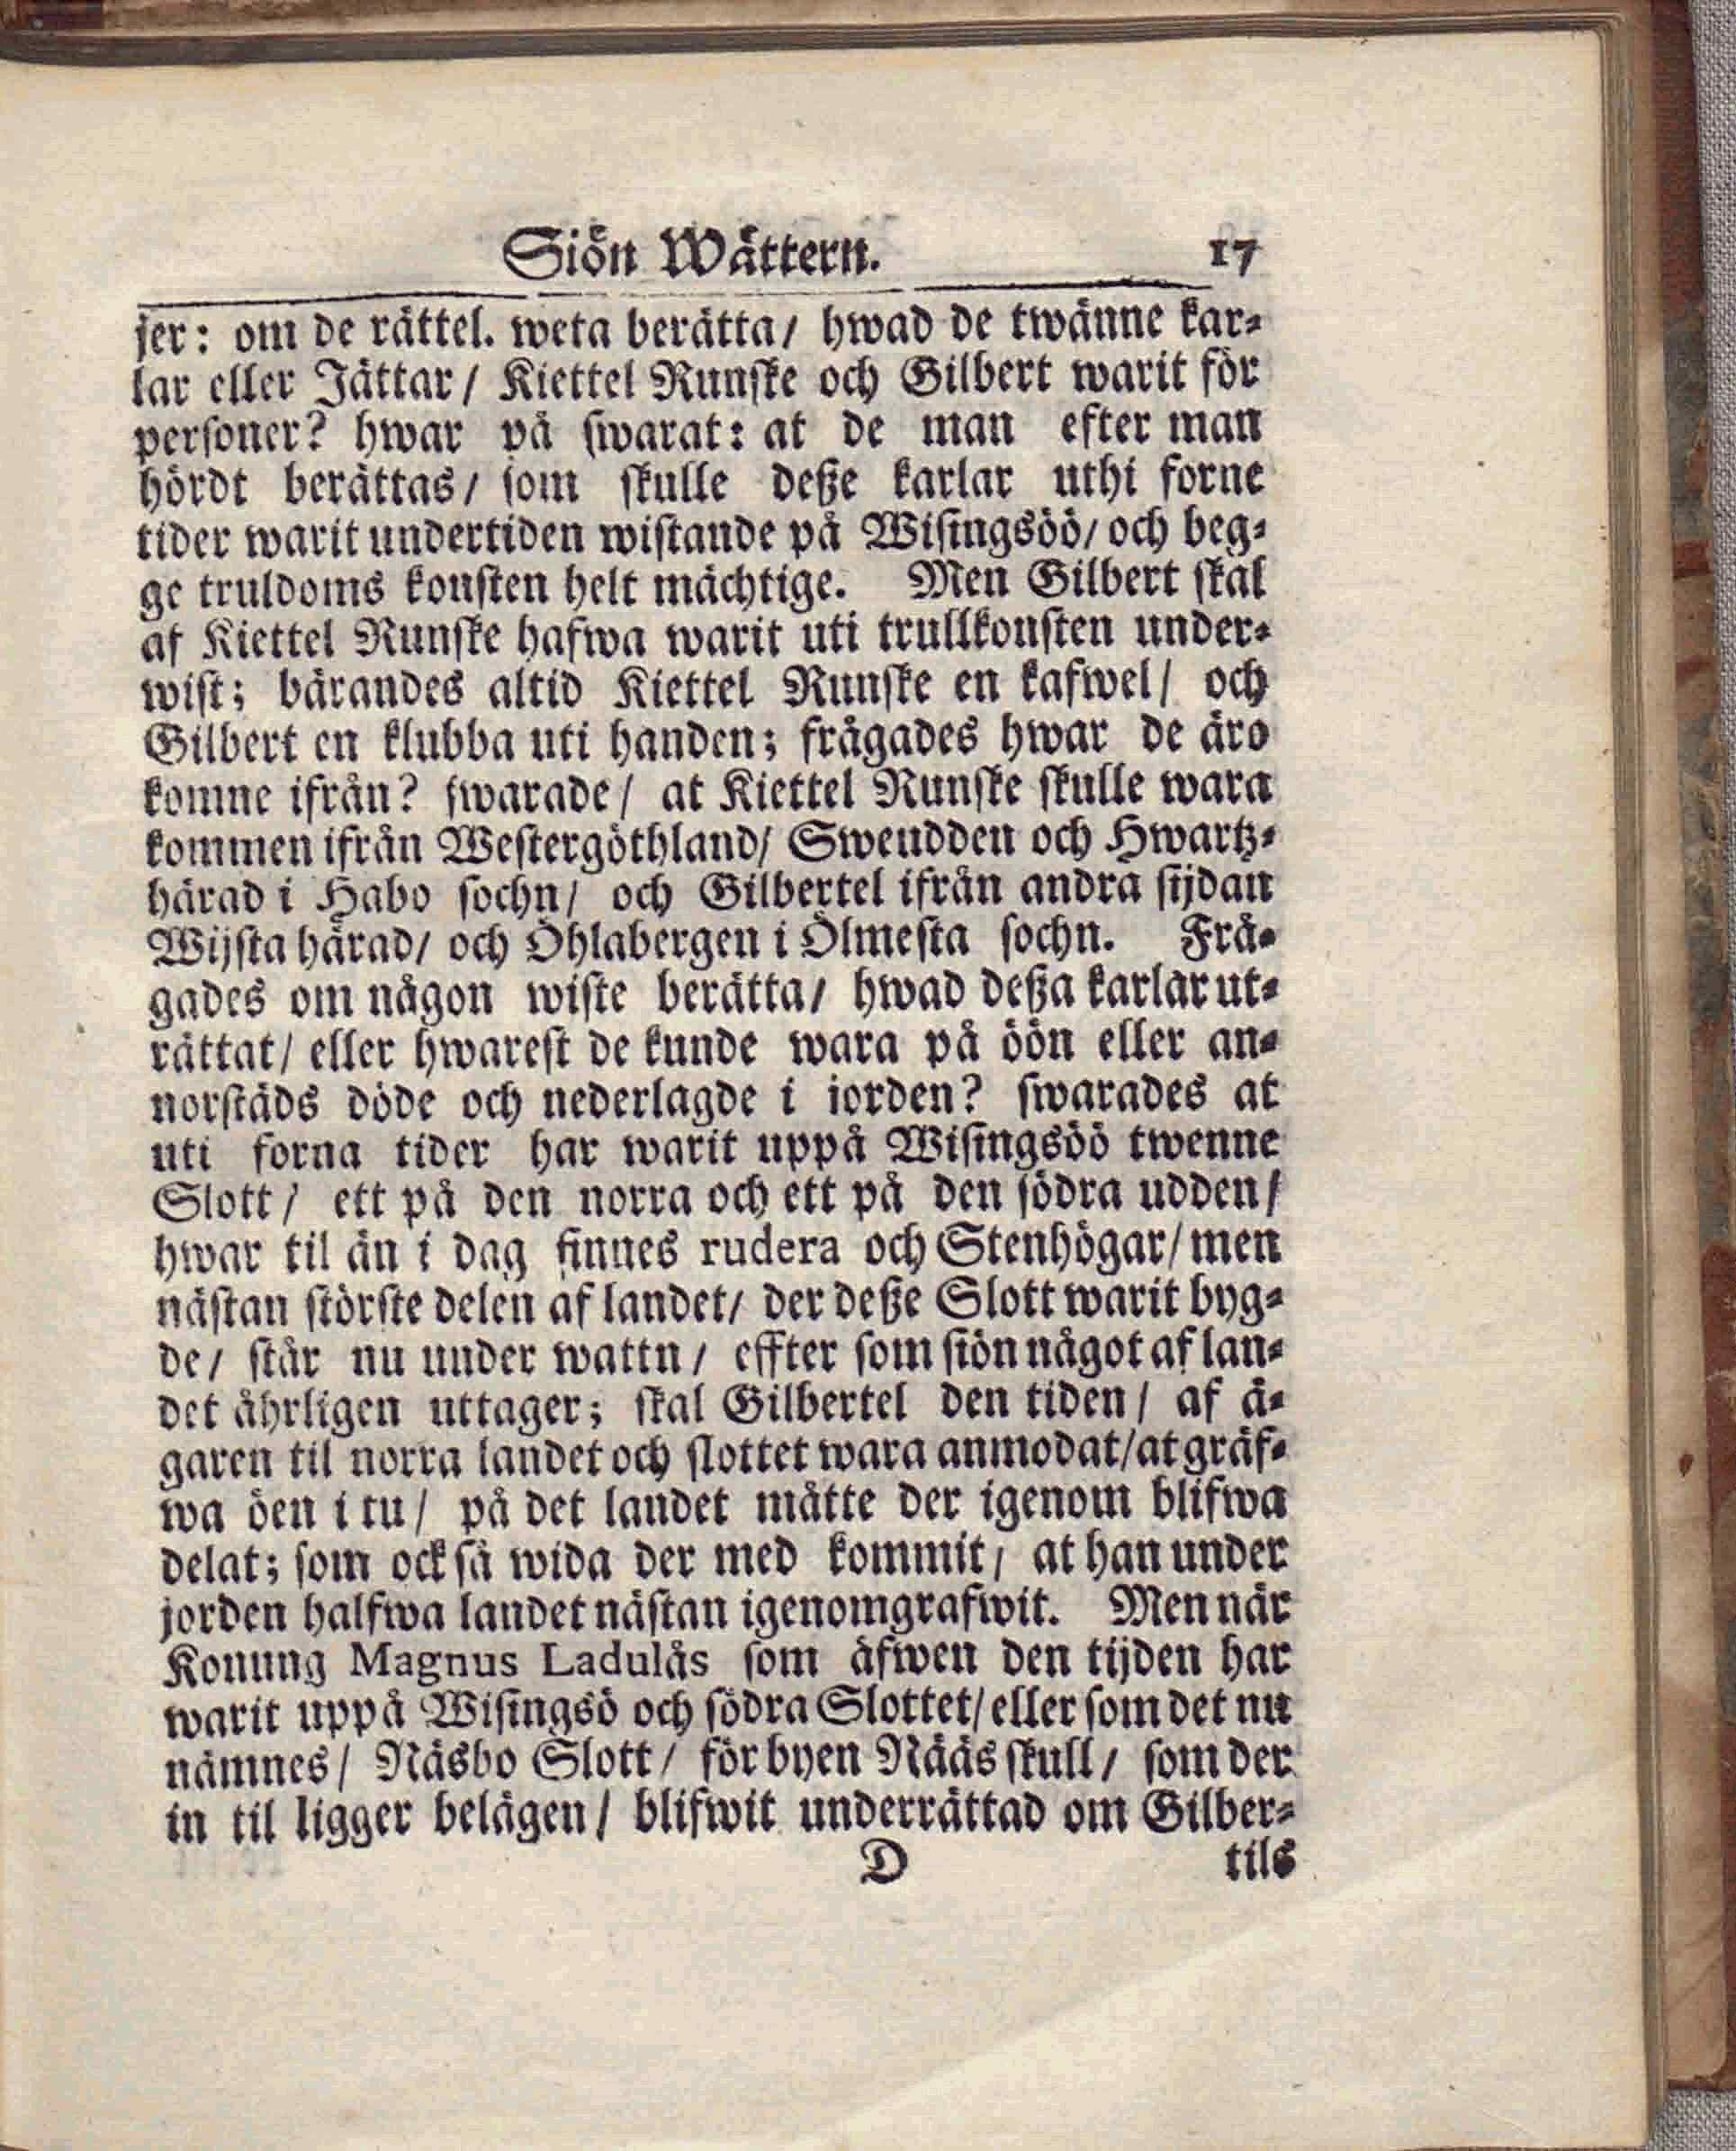 Siön Wättern. 17
jer: om de rättel. weta berätta/ hwad de twänne kar-
lar eller Jättar/ Kiettel Runske och Gilbert warit för
personer? hwar på swarat: at de man efter man
hördt berättas/ som skulle deße karlar uthi forne
tider warit undertiden wistande på Wisingsöö/ och beg-
ge truldoms konsten helt mächtige. Men Gilbert skal
af Kiettel Runske hafwa warit uti trullkonsten under-
wist; bärandes altid Kiettel Runske en kafwel/ och
Gilbert en klubba uti handen; frågades hwar de äro
komne ifrån? swarade/ at Kiettel Runske skulle wara
kommen ifrån Westergöthland/ Swendden och Hwartz-
härad i Habo sochn/ och Gilbertel ifrån andra sijdan
Wijsta härad/ och Öhlabergen i Ölmesta sochn. Frå-
gades om någon wiste berätta/ hwad deßa karlar ut-
rättat/ eller hwarest de kunde wara på öön eller an-
norstäds döde och nederlagde i jorden? swarades at
uti forna tider har warit uppå Wisingsöö twenne
Slott/ ett på den norra och ett på den södra udden/
hwar til än i dag finnes rudera och Stenhögar/ men
nästan störste delen af landet/ der deße Slott warit byg-
de/ står nu under wattn/ effter som siön något af lan-
det åhrligen uttager; skal Gilbertel den tiden/ af ä-
garen til norra landet och slottet wara anmodat/ at gräf-
wa öen i tu/ på det landet måtte der igenom blifwa
delat; som ock så wida der med kommit/ at han under
jorden halfwa landet nästan igenomgrafwit. Men när
Konung Magnus Ladulås som äfwen den tijden har
warit uppå Wisingsö och södra Slottet/ eller som det nu
nämnes/ Näsbo Slott/ för byen Nääs skull/ som der
in til ligger belägen/ blifwit underrättad om Gilber-
D tils